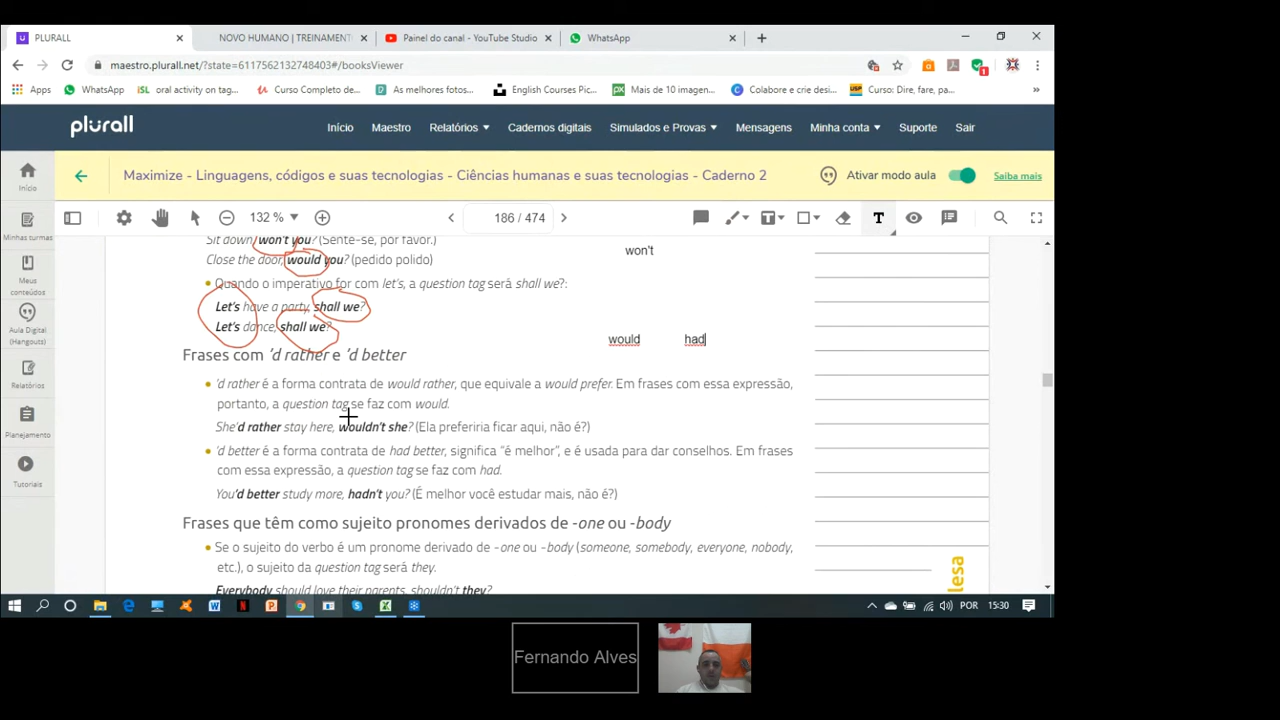 PLURALL
NOVO HUMANO | TREINAMENT
Painel do canal - YouTube Studio
WhatsApp
maestro.plurall.net/?state=6117562132748403#/booksViewer
Apps
WhatsApp
oral activity on tag...
Curso Completo de...
As melhores fotos...
English Courses Pic...
Mais de 10 imagen...
Colabore e crie desi...
Curso: Dire, fare, pa...
plurall
Início
Maestro
Relatórios
Cadernos digitais
Simulados e Provas
Mensagens
Minha conta
Suporte
Sair
Maximize - Linguagens, códigos e suas tecnologias - Ciências humanas e suas tecnologias - Caderno 2
Ativar modo aula
Saiba mais
Início
Minhas turmas
Meus conteúdos
Aula Digital (Hangouts)
Relatórios
Planejamento
Tutoriais
132 %
186 / 474
Sit down, won't you? (Sente-se, por favor.)
won't
Close the door, would you? (pedido polido)
Quando o imperativo for com let's, a question tag será shall we?:
Let's have a party, shall we?
Let's dance, shall we?
would had
Frases com 'd rather e 'd better
'd rather é a forma contrata de would rather, que equivale a would prefer. Em frases com essa expressão,
portanto, a question tag se faz com would.
She'd rather stay here, wouldn't she? (Ela preferiria ficar aqui, não é?)
'd better é a forma contrata de had better, significa "é melhor", e é usada para dar conselhos. Em frases
com essa expressão, a question tag se faz com had.
You'd better study more, hadn't you? (É melhor você estudar mais, não é?)
Frases que têm como sujeito pronomes derivados de -one ou -body
Se o sujeito do verbo é um pronome derivado de -one ou -body (someone, somebody, everyone, nobody,
etc.), o sujeito da question tag será they.
Everybody should love their parents, shouldn't they?
lesa
POR
15:30
Fernando Alves